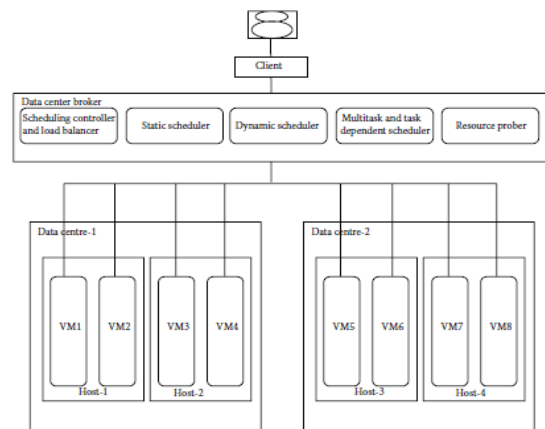 Client
Data center broker
Scheduling controller
and load balancer
Static scheduler
Dynamic scheduler
Multitask and task
dependent scheduler
Resource prober
Data centre-1
VM1
VM2
Host-1
VM3
VM4
Host-2
Data centre-2
VM5
VM6
Host-3
VM7
VM8
Host-4